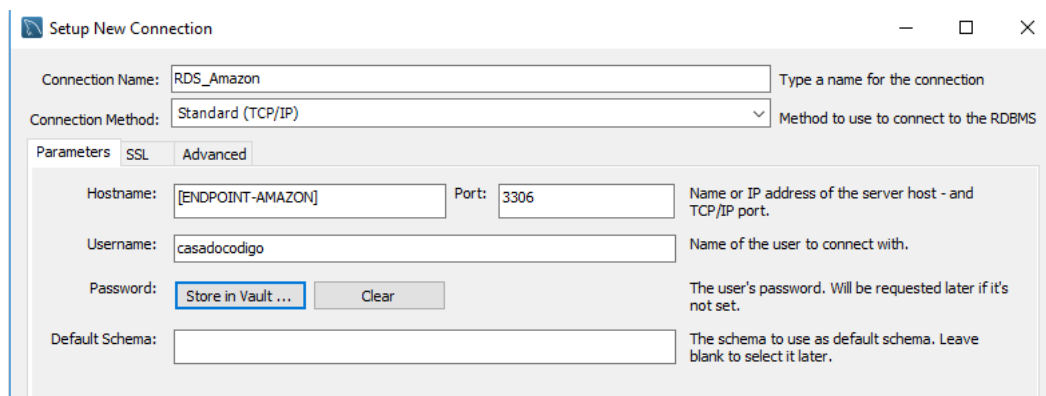 Setup New Connection
Connection Name: RDS_Amazon Type a name for the connection
Connection Method: Standard (TCP/IP) Method to use to connect to the RDBMS
Parameters SSL Advanced
Hostname: [ENDPOINT-AMAZON] Port: 3306 Name or IP address of the server host - and
TCP/IP port.
Username: casadocodigo Name of the user to connect with.
Password: Store in Vault ... Clear The user's password. Will be requested later if it's
not set.
Default Schema: The schema to use as default schema. Leave
blank to select it later.